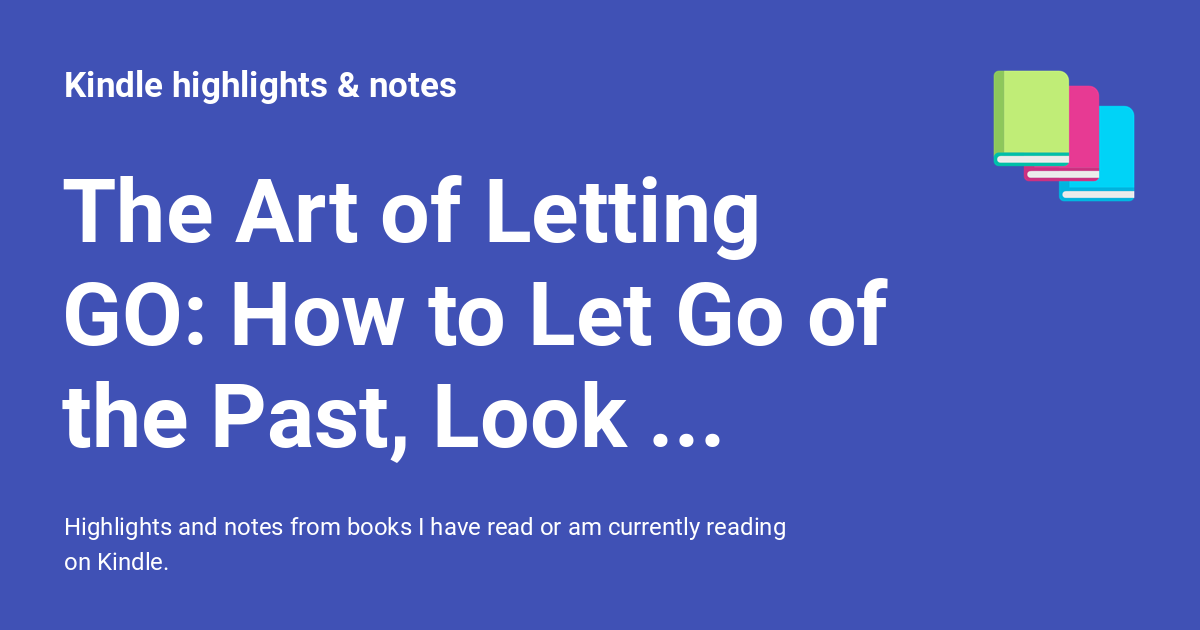 Kindle highlights & notes
The Art of Letting
GO: How to Let Go of
the Past, Look ...
Highlights and notes from books I have read or am currently reading
on Kindle.